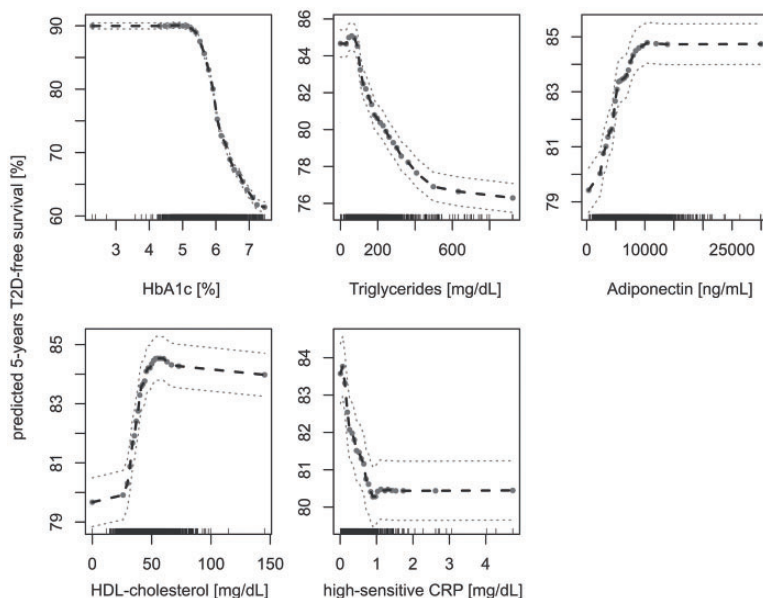 predicted 5-years T2D-free survival [%]
90
80
70
60
3 4 5 6 7
HbA1c [%]
86
84
82
80
78
76
0 200 600
Triglycerides [mg/dL]
85
83
81
79
0 10000 25000
Adiponectin [ng/mL]
85
83
81
79
0 50 100 150
HDL-cholesterol [mg/dL]
84
83
82
81
80
0 1 2 3 4
high-sensitive CRP [mg/dL]